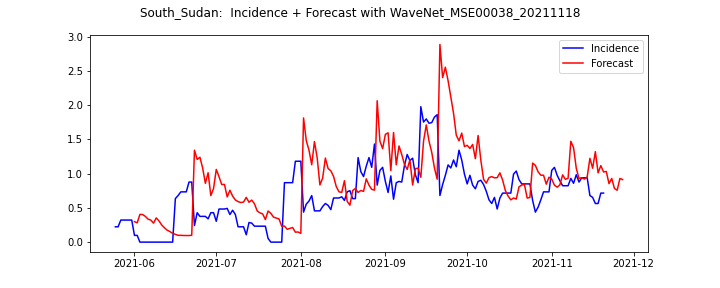 South_Sudan:  Incidence + Forecast with WaveNet_MSE00038_20211118
3.0
2.5
2.0
1.5
1.0
0.5
0.0
Incidence
Forecast
2021-06 2021-07 2021-08 2021-09 2021-10 2021-11 2021-12